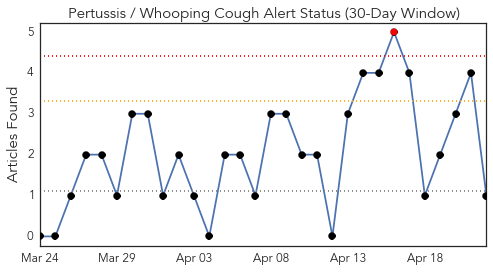 Pertussis / Whooping Cough Alert Status (30-Day Window)
Articles Found
5
4
3
2
1
0
Mar 24 Mar 29 Apr 03 Apr 08 Apr 13 Apr 18